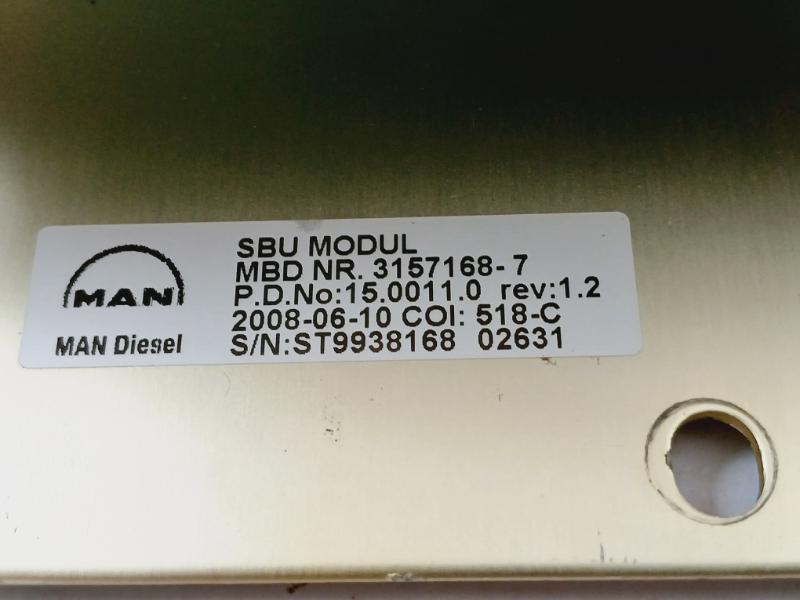 SBU MODUL
MBD NR. 3157168-7
P.D.No:15.0011.0 rev:1.2
2008-06-10 COI: 518-C
S/N:ST9938168 02631
MAN
MAN Diesel